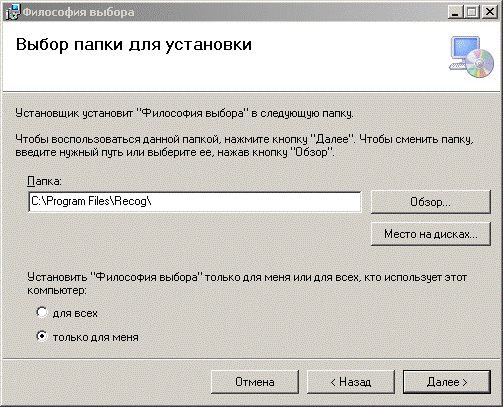 Философия выбора
Выбор папки для установки
Установщик установит "Философия выбора" в следующую папку.
Чтобы воспользоваться данной папкой, нажмите кнопку "Далее". Чтобы сменить папку,
введите нужный путь или выберите ее, нажав кнопку "Обзор".
Папка:
C:\Program Files\Recog\
Обзор...
Место на дисках...
Установить "Философия выбора" только для меня или для всех, кто использует этот
компьютер:
для всех
только для меня
Отмена
< Назад
Далее >